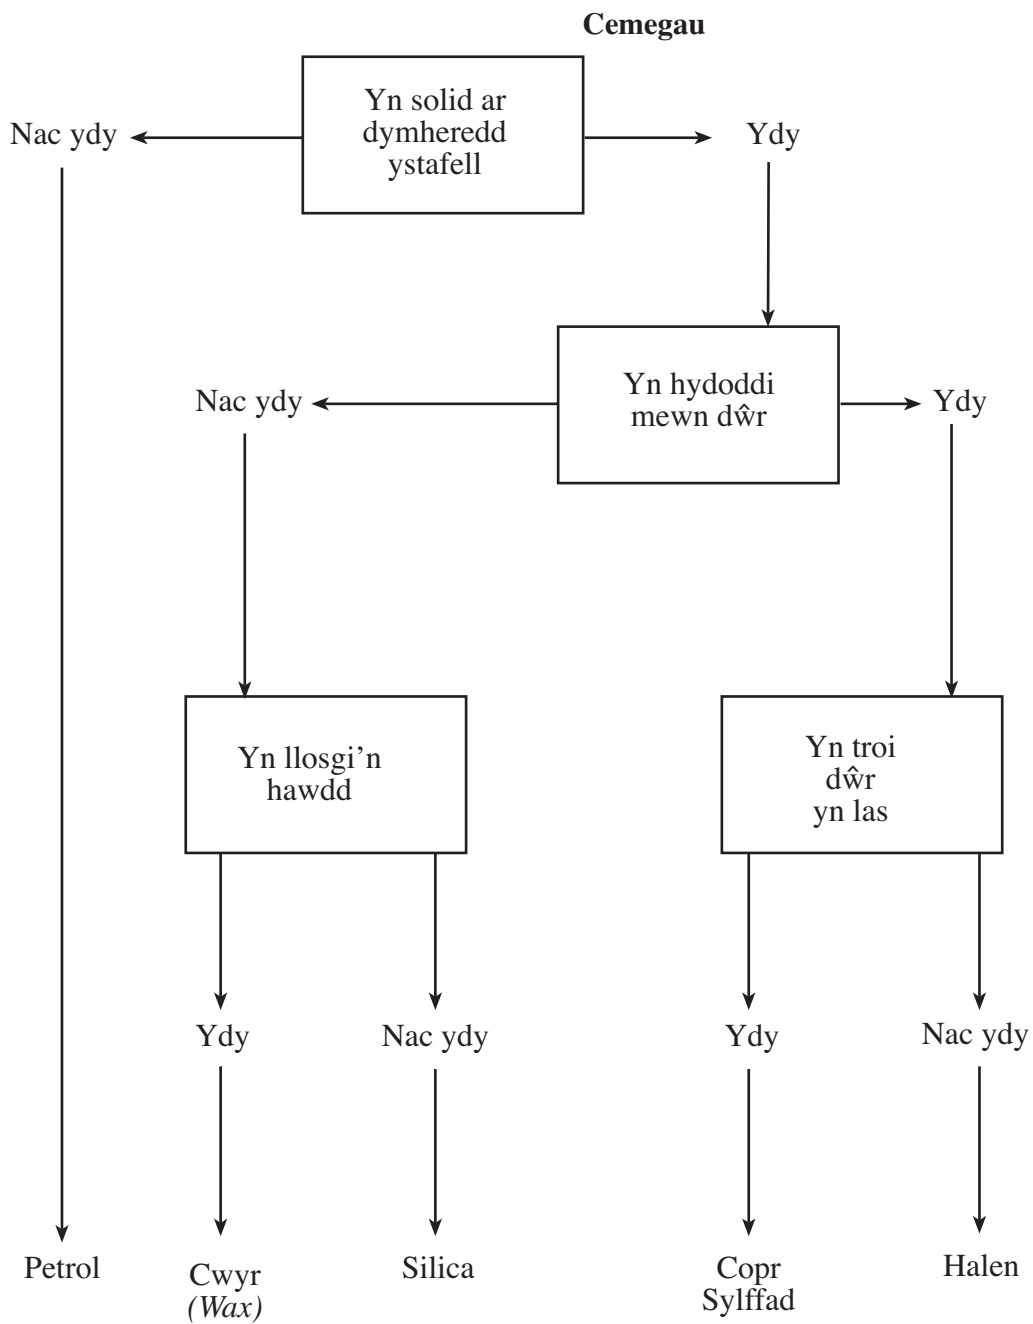 Cemegau
Yn solid ar
dymheredd
ystafell
Nac ydy
Ydy
Yn hydoddi
mewn dŵr
Nac ydy
Ydy
Yn llosgi’n
hawdd
Yn troi
dŵr
yn las
Ydy
Nac ydy
Ydy
Nac ydy
Petrol
Cwyr
(Wax)
Silica
Copr
Sylffad
Halen